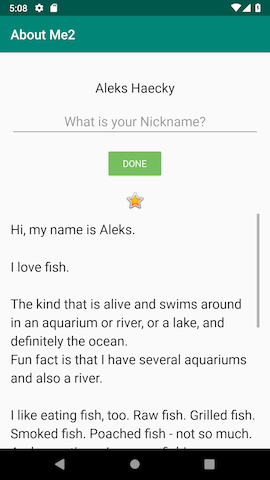 5:08
About Me2
Aleks Haecky
What is your Nickname?
DONE
Hi, my name is Aleks.
I love fish.
The kind that is alive and swims around
in an aquarium or river, or a lake, and
definitely the ocean.
Fun fact is that I have several aquariums
and also a river.
I like eating fish, too. Raw fish. Grilled fish.
Smoked fish. Poached fish - not so much.